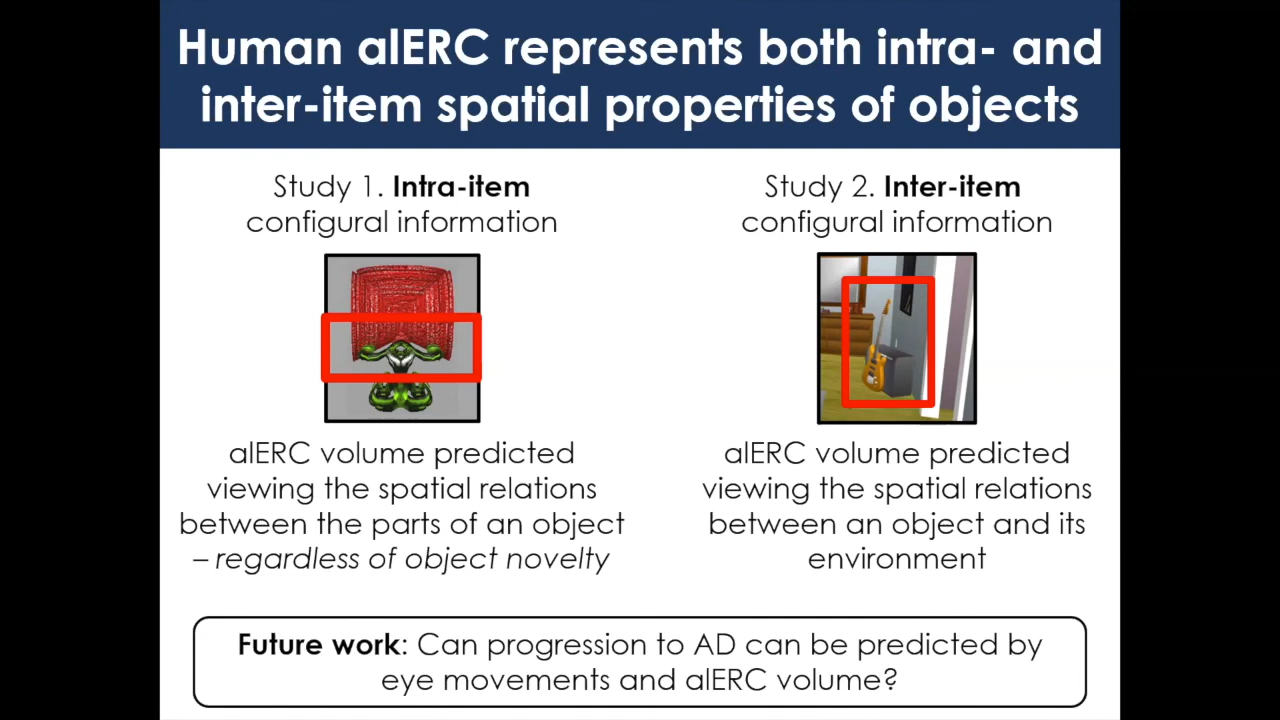 Human alERC represents both intra- and
inter-item spatial properties of objects
Study 1. Intra-item
configural information
alERC volume predicted
viewing the spatial relations
between the parts of an object
– regardless of object novelty
Study 2. Inter-item
configural information
alERC volume predicted
viewing the spatial relations
between an object and its
environment
Future work: Can progression to AD can be predicted by
eye movements and alERC volume?